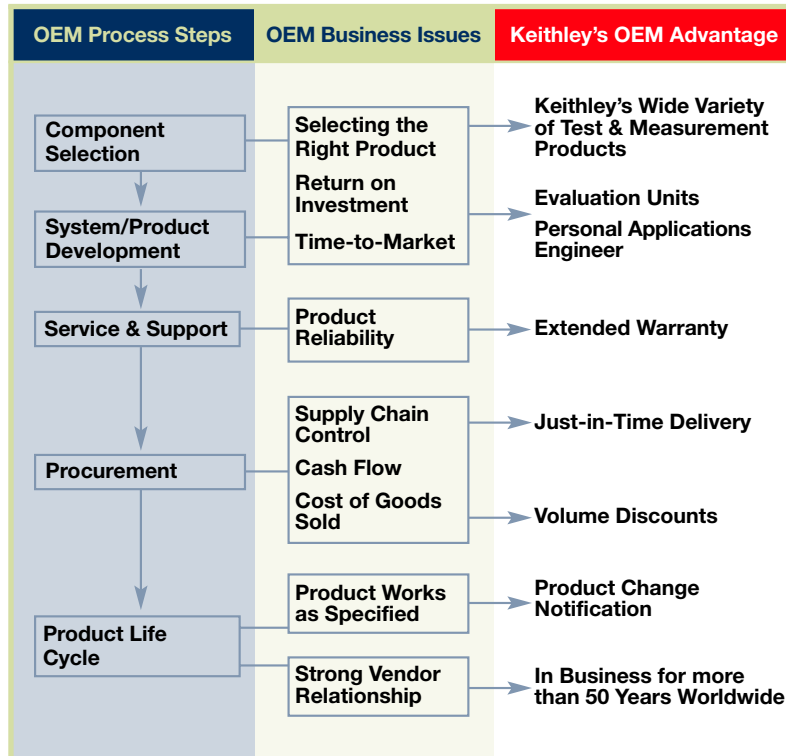 OEM Process Steps
OEM Business Issues
Keithley’s OEM Advantage
Component
Selection
System/Product
Development
Service & Support
Procurement
Product Life
Cycle
Selecting the
Right Product
Return on
Investment
Time-to-Market
Product
Reliability
Supply Chain
Control
Cash Flow
Cost of Goods
Sold
Product Works
as Specified
Strong Vendor
Relationship
Keithley’s Wide Variety
of Test & Measurement
Products
Evaluation Units
Personal Applications
Engineer
Extended Warranty
Just-in-Time Delivery
Volume Discounts
Product Change
Notification
In Business for more
than 50 Years Worldwide